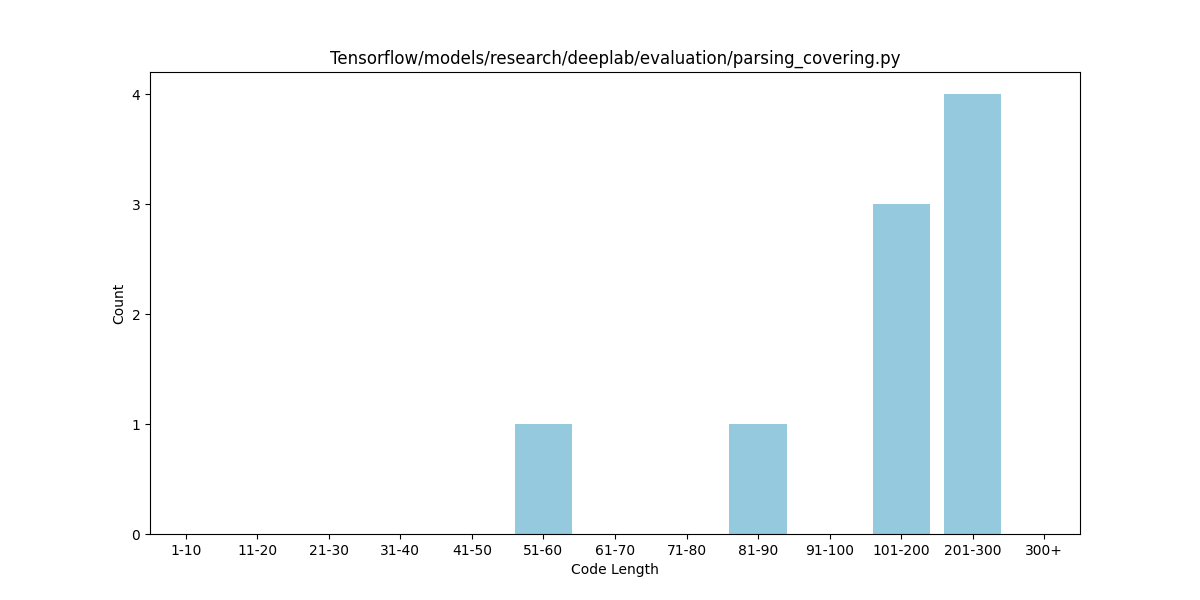 Tensorflow/models/research/deeplab/evaluation/parsing_covering.py
4
3
2
1
0
Count
1-10 11-20 21-30 31-40 41-50 51-60 61-70 71-80 81-90 91-100 101-200 201-300 300+
Code Length